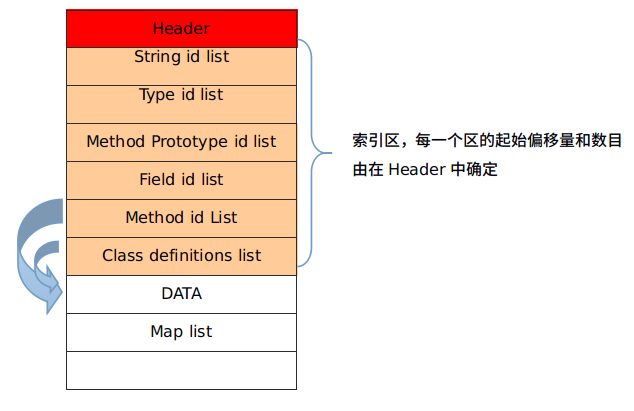 Header
String id list
Type id list
Method Prototype id list
Field id list
Method id List
Class definitions list
DATA
Map list
索引区，每一个区的起始偏移量和数目
由在 Header 中确定